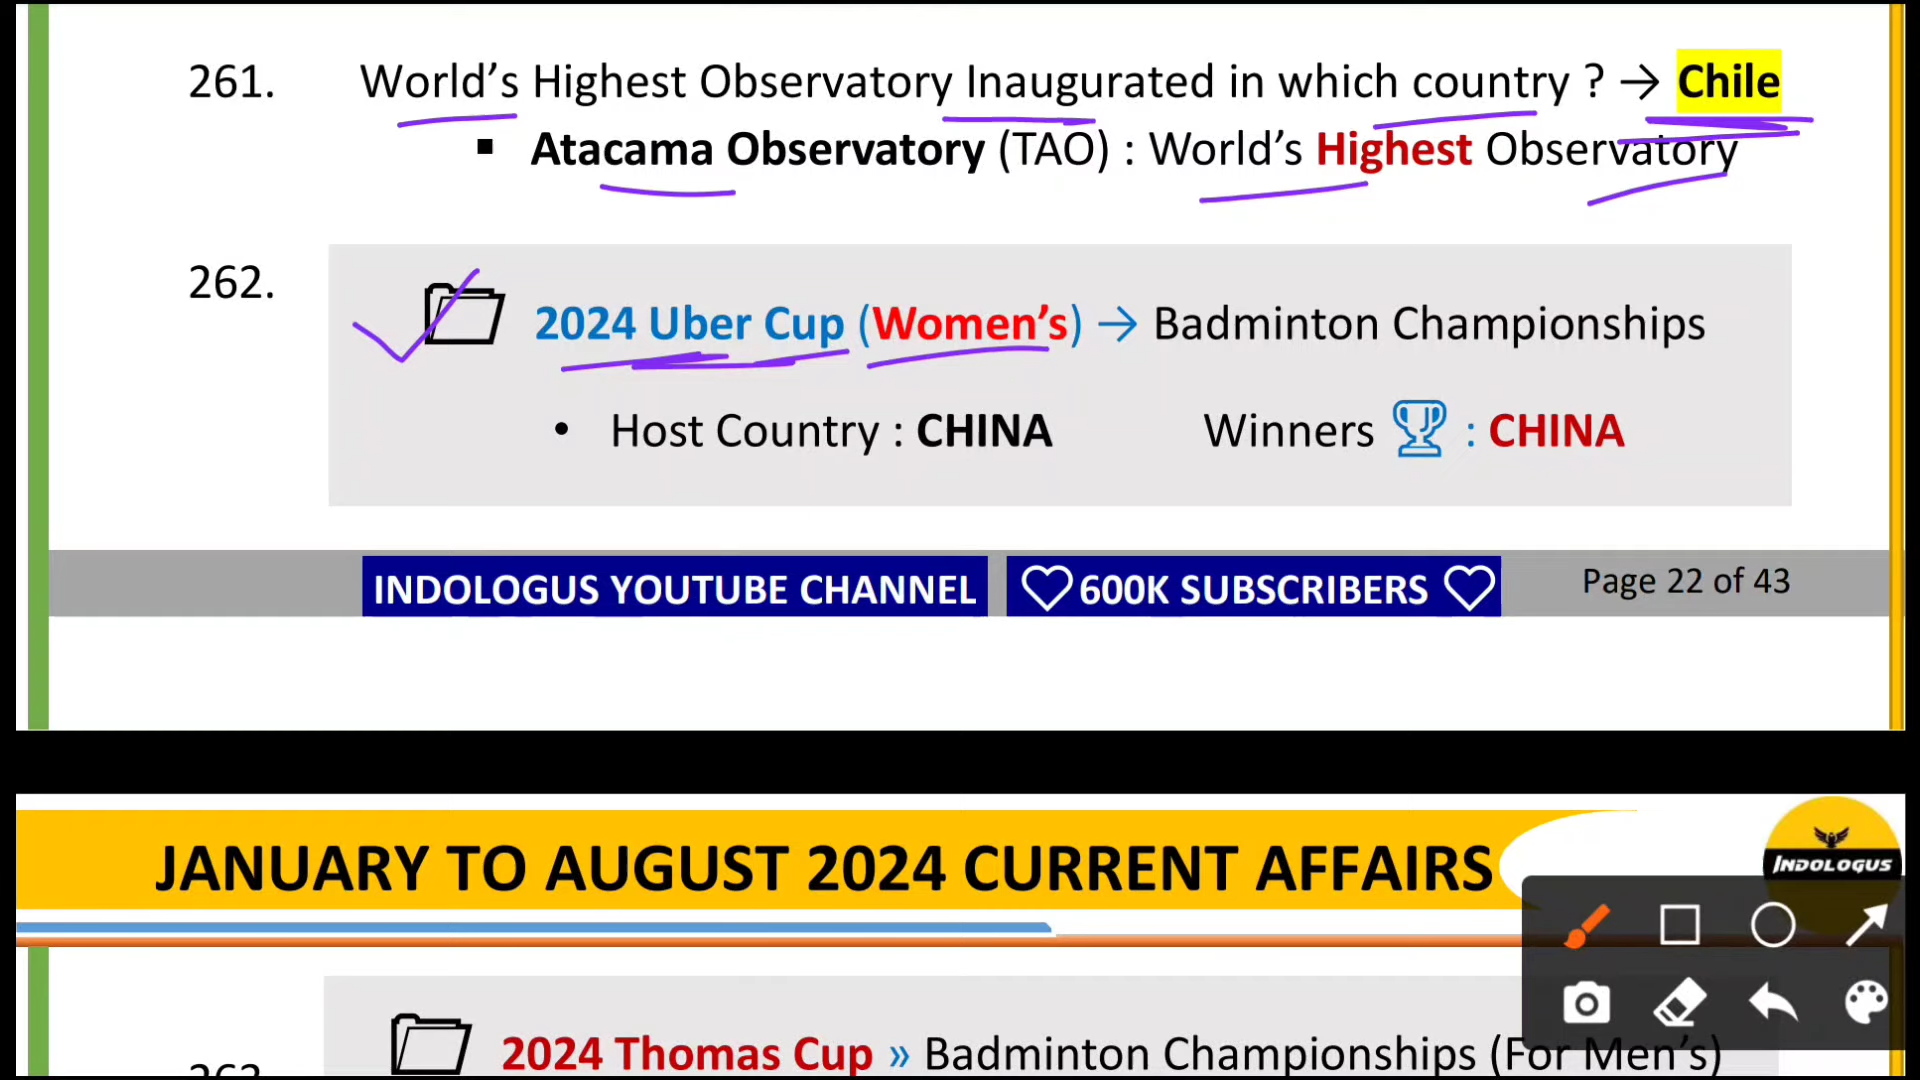 261. World’s Highest Observatory Inaugurated in which country ? → Chile
▪ Atacama Observatory (TAO) : World’s Highest Observatory
262.
2024 Uber Cup (Women’s) → Badminton Championships
• Host Country : CHINA Winners : CHINA
INDOLOGUS YOUTUBE CHANNEL ♡ 600K SUBSCRIBERS ♡ Page 22 of 43
JANUARY TO AUGUST 2024 CURRENT AFFAIRS
INDOLOGUS
2024 Thomas Cup » Badminton Championships (For Men’s)